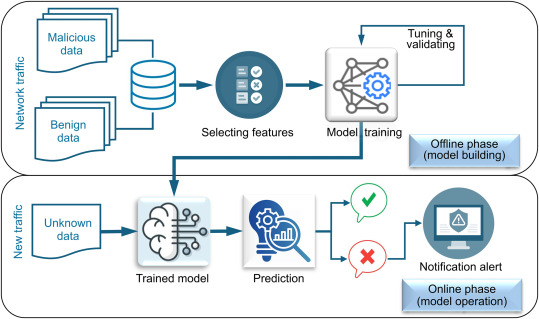 Network traffic
Malicious
data
Benign
data
Selecting features
Model training
Tuning &
validating
Offline phase
(model building)
New traffic
Unknown
data
Trained model
Prediction
Notification alert
Online phase
(model operation)